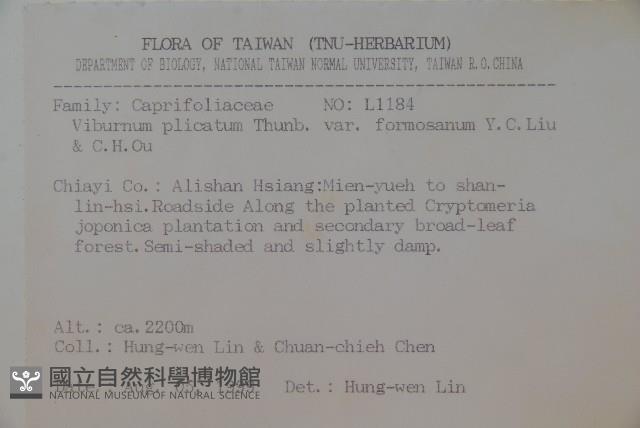 FLORA OF TAIWAN (TNU-HERBARIUM)
DEPARTMENT OF BIOLOGY, NATIONAL TAIWAN NORMAL UNIVERSITY, TAIWAN R.O.CHINA
Family: Caprifoliaceae NO: L1184
Viburnum plicatum Thunb. var. formosanum Y.C.Liu
& C.H.Ou
Chiayi Co.: Alishan Hsiang:Mien-yueh to shan-
lin-hsi.Roadside Along the planted Cryptomeria
joponica plantation and secondary broad-leaf
forest.Semi-shaded and slightly damp.
Alt.: ca.2200m
Coll.: Hung-wen Lin & Chuan-chieh Chen
Det.: Hung-wen Lin
國立自然科學博物館
NATIONAL MUSEUM OF NATURAL SCIENCE